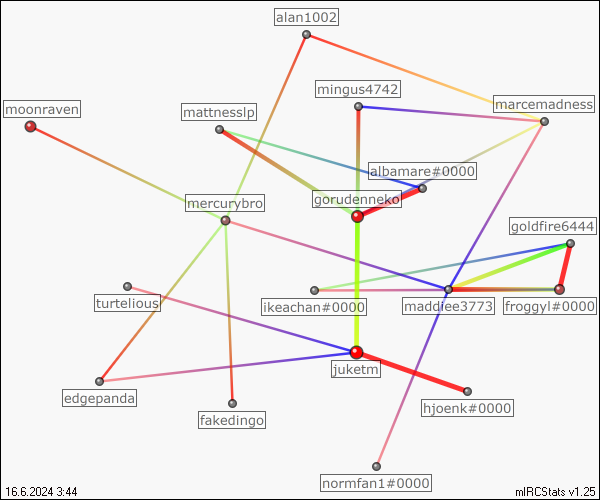 alan1002
mingus4742
moonraven
mattnesslp
marcemadness
albamare#0000
mercurybro
gorudenneko
goldfire6444
turtelious
ikeachan#0000
maddiee3773
froggyl#0000
juketm
edgepanda
hjoenk#0000
fakedingo
normfan1#0000
16.6.2024 3:44
mIRCStats v1.25